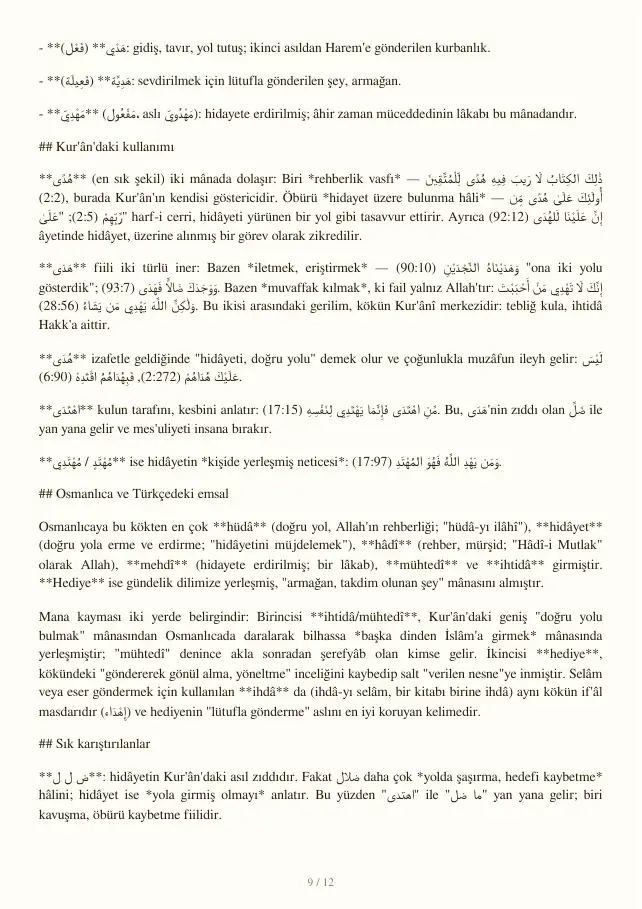 - **هَدْي** (فَعْل): gidiş, tavır, yol tutuş; ikinci asıldan Harem'e gönderilen kurbanlık.
- **هَدِيَّة** (فَعِيلَة): sevdirilmek için lütufla gönderilen şey, armağan.
- **مَهْدِيّ** (مَفْعُول، aslı مَهْدُويّ): hidayete erdirilmiş; âhir zaman müceddedinin lâkabı bu mânadandır.
## Kur'ân'daki kullanımı
**هُدًى** (en sık şekil) iki mânada dolaşır: Biri *rehberlik vasfı* — ذَٰلِكَ الكِتَابُ لَا رَيبَ فِيهِ هُدًى لِّلْمُتَّقِينَ
(2:2), burada Kur'ân'ın kendisi göstericidir. Öbürü *hidayet üzere bulunma hâli* — أُولَٰئِكَ عَلَىٰ هُدًى مِّن
رَّبِّهِمْ (2:5); "عَلَىٰ" harf-i cerri, hidâyeti yürünen bir yol gibi tasavvur ettirir. Ayrıca (92:12) إِنَّ عَلَيْنَا لَلْهُدَى
âyetinde hidâyet, üzerine alınmış bir görev olarak zikredilir.
**هَدَى** fiili iki türlü iner: Bazen *iletmek, eriştirmek* — (90:10) وَهَدَيْنَاهُ النَّجْدَيْنِ "ona iki yolu
gösterdik"; (93:7) وَوَجَدَكَ ضَالًّا فَهَدَى. Bazen *muvaffak kılmak*, ki fail yalnız Allah'tır: إِنَّكَ لَا تَهْدِي مَنْ أَحْبَبْتَ
(28:56) وَلَٰكِنَّ اللَّهَ يَهْدِي مَن يَشَاءُ. Bu ikisi arasındaki gerilim, kökün Kur'ânî merkezidir: tebliğ kula, ihtidâ
Hakk'a aittir.
**هُدَى** izafetle geldiğinde "hidâyeti, doğru yolu" demek olur ve çoğunlukla muzâfun ileyh gelir: لَيْسَ
عَلَيْكَ هُدَاهُمْ (2:272), فَبِهُدَاهُمُ اقْتَدِهْ (6:90).
**اهْتَدَى** kulun tarafını, kesbini anlatır: (17:15) مَّنِ اهْتَدَى فَإِنَّمَا يَهْتَدِي لِنَفْسِهِ. Bu, هَدَى'nin zıddı olan ضَلَّ ile
yan yana gelir ve mes'uliyeti insana bırakır.
**مُهْتَدٍ / مُهْتَدِي** ise hidâyetin *kişide yerleşmiş neticesi*: (17:97) وَمَن يَهْدِ اللَّهُ فَهُوَ المُهْتَدِ.
## Osmanlıca ve Türkçedeki emsal
Osmanlıcaya bu kökten en çok **hüdâ** (doğru yol, Allah'ın rehberliği; "hüdâ-yı ilâhî"), **hidâyet**
(doğru yola erme ve erdirme; "hidâyetini müjdelemek"), **hâdî** (rehber, mürşid; "Hâdî-i Mutlak"
olarak Allah), **mehdî** (hidayete erdirilmiş; bir lâkab), **mühtedî** ve **ihtidâ** girmiştir.
**Hediye** ise gündelik dilimize yerleşmiş, "armağan, takdim olunan şey" mânasını almıştır.
Mana kayması iki yerde belirgindir: Birincisi **ihtidâ/mühtedî**, Kur'ân'daki geniş "doğru yolu
bulmak" mânasından Osmanlıcada daralarak bilhassa *başka dinden İslâm'a girmek* mânasında
yerleşmiştir; "mühtedî" denince akla sonradan şerefyâb olan kimse gelir. İkincisi **hediye**,
kökündeki "göndererek gönül alma, yöneltme" inceliğini kaybedip salt "verilen nesne"ye inmiştir. Selâm
veya eser göndermek için kullanılan **ihdâ** da (ihdâ-yı selâm, bir kitabı birine ihdâ) aynı kökün if'âl
masdarıdır (إِهْدَاء) ve hediyenin "lütufla gönderme" aslını en iyi koruyan kelimedir.
## Sık karıştırılanlar
**ض ل ل**: hidâyetin Kur'ân'daki asıl zıddıdır. Fakat ضلال daha çok *yolda şaşırma, hedefi kaybetme*
hâlini; hidâyet ise *yola girmiş olmayı* anlatır. Bu yüzden "اهتدى" ile "ما ضل" yan yana gelir; biri
kavuşma, öbürü kaybetme fiilidir.
9 / 12